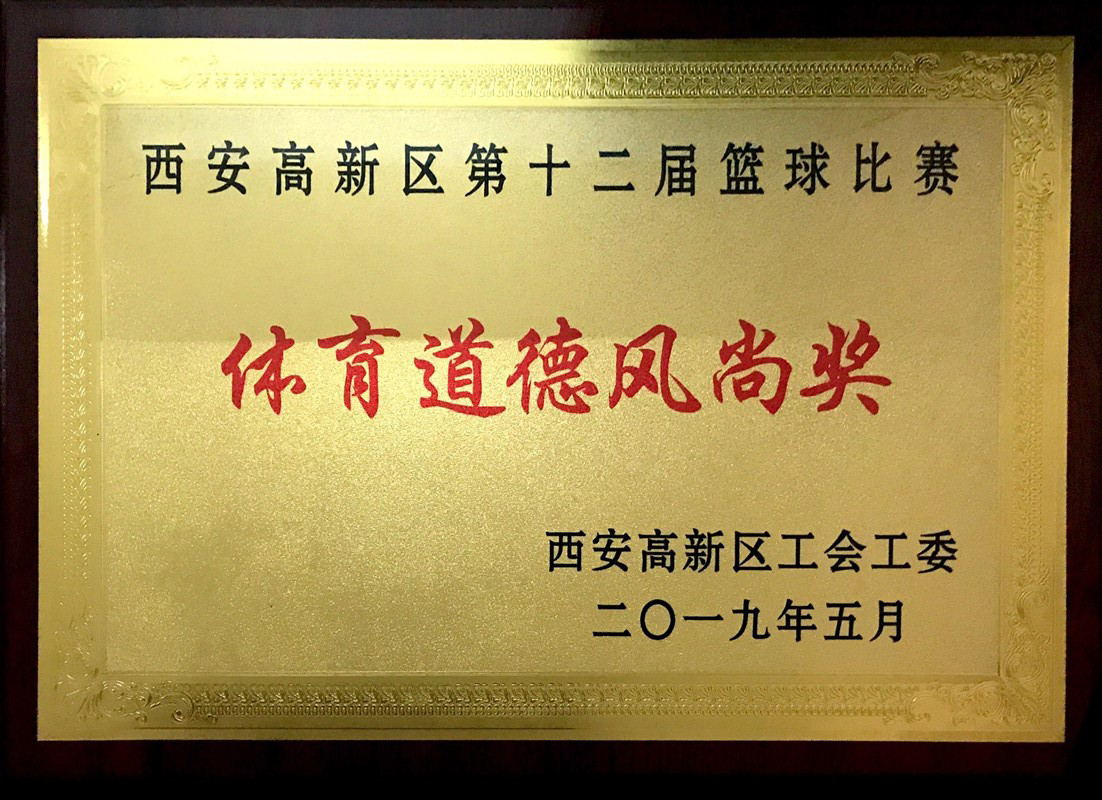 西安高新区第十二届篮球比赛
体育道德风尚奖
西安高新区工会工委
二〇一九年五月